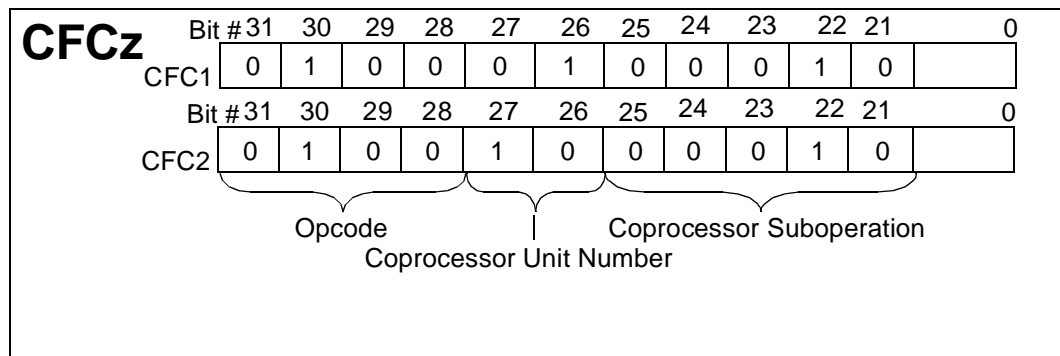 CFCz
Bit # 31 30 29 28 27 26 25 24 23 22 21 0
CFC1 0 1 0 0 0 1 0 0 0 1 0
Bit # 31 30 29 28 27 26 25 24 23 22 21 0
CFC2 0 1 0 0 1 0 0 0 0 1 0
Opcode Coprocessor Suboperation
Coprocessor Unit Number